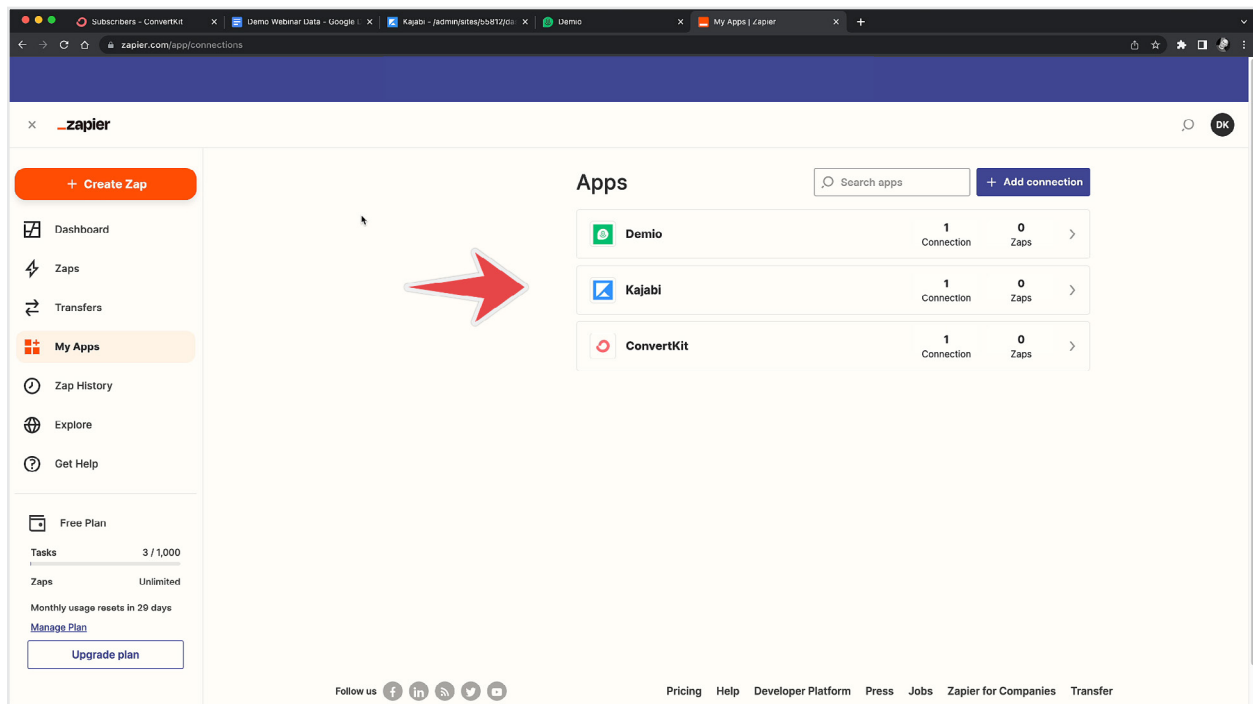 Subscribers - ConvertKit
Demo Webinar Data - Google D
Kajabi - /admin/sites/55812/da
Demio
My Apps | Zapier
zapier.com/app/connections
_zapier
DK
+ Create Zap
Dashboard
Zaps
Transfers
My Apps
Zap History
Explore
Get Help
Free Plan
Tasks 3 / 1,000
Zaps Unlimited
Monthly usage resets in 29 days
Manage Plan
Upgrade plan
Apps
Search apps
+ Add connection
Demio
1 Connection
0 Zaps
Kajabi
1 Connection
0 Zaps
ConvertKit
1 Connection
0 Zaps
Follow us
Pricing Help Developer Platform Press Jobs Zapier for Companies Transfer